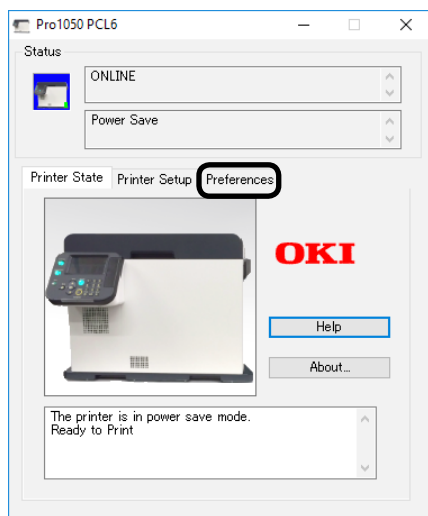 Pro1050 PCL6
Status
ONLINE
Power Save
Printer State Printer Setup Preferences
OKI
Help
About...
The printer is in power save mode.
Ready to Print